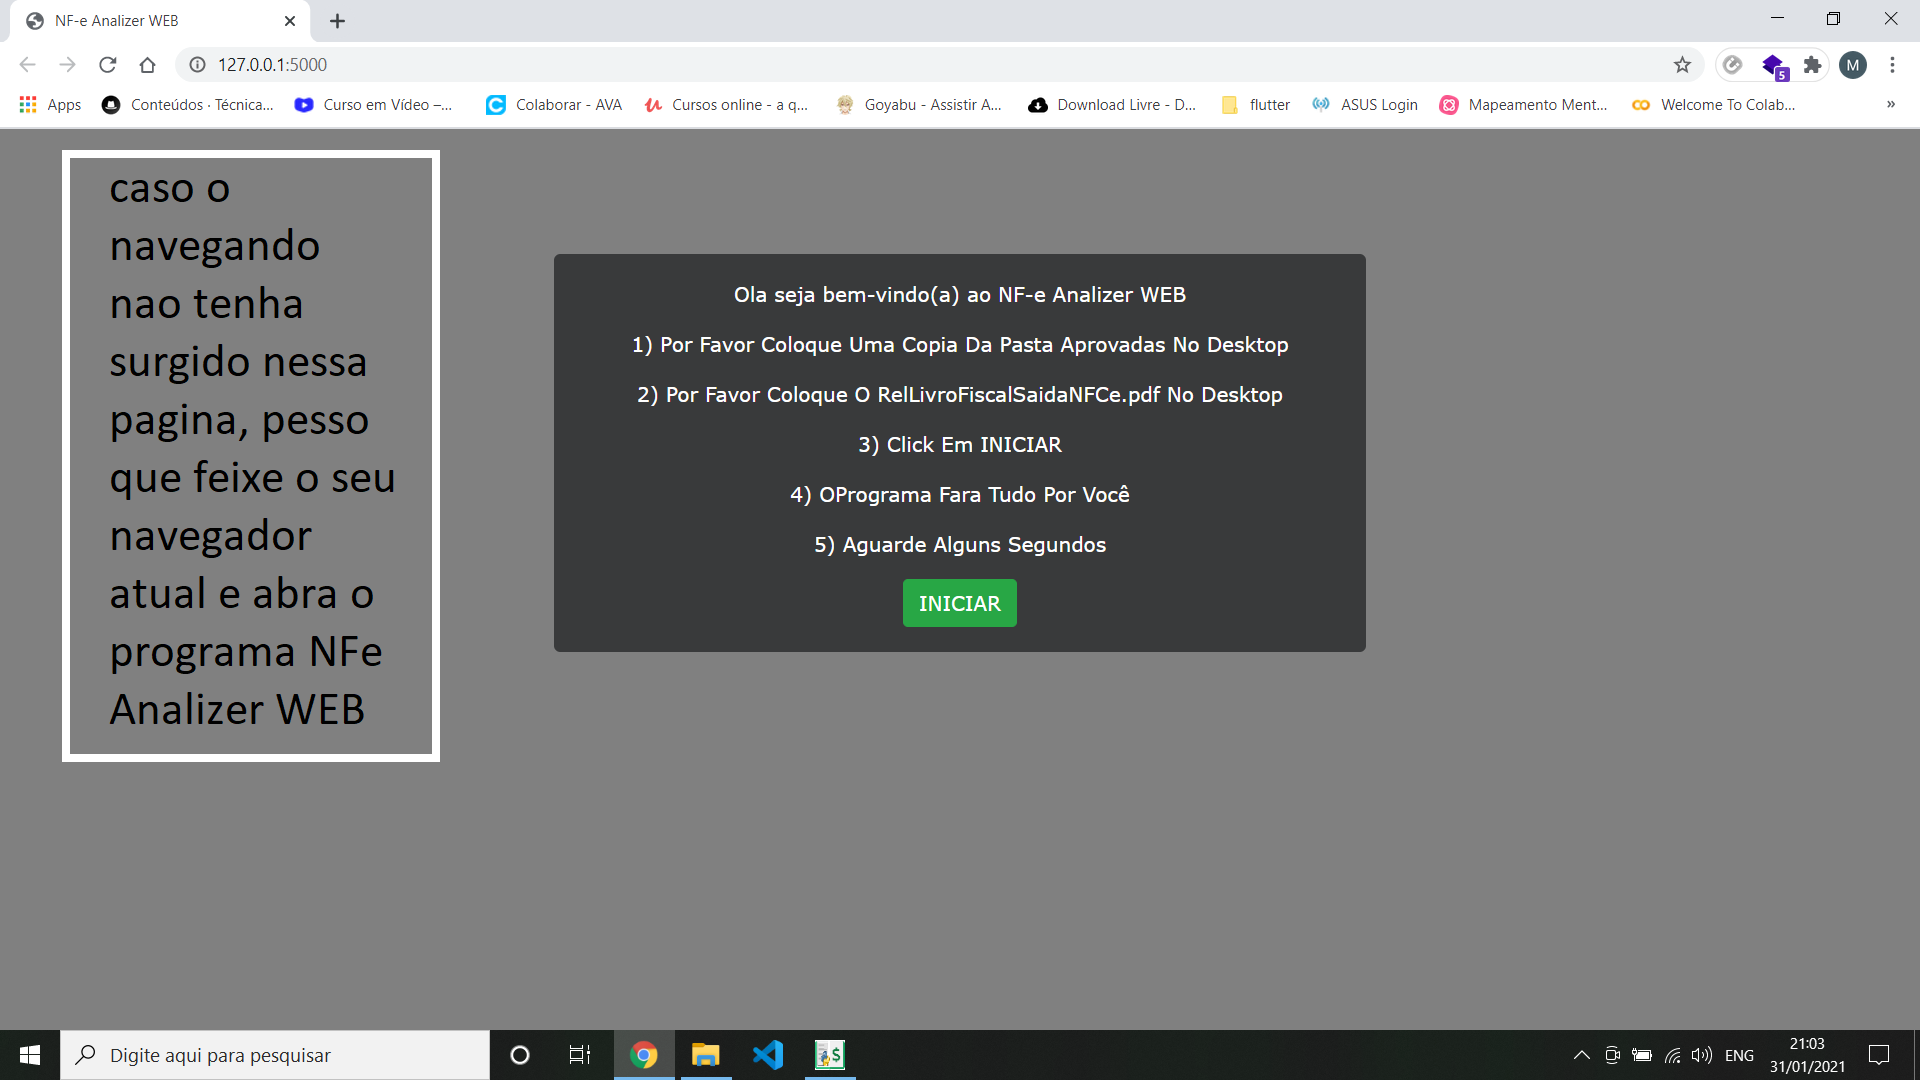 NF-e Analizer WEB
127.0.0.1:5000
M
5
Apps
Conteúdos · Técnica...
Curso em Vídeo –...
Colaborar - AVA
Cursos online - a q...
Goyabu - Assistir A...
Download Livre - D...
flutter
ASUS Login
Mapeamento Ment...
Welcome To Colab...
»
caso o
navegando
nao tenha
surgido nessa
pagina, pesso
que feixe o seu
navegador
atual e abra o
programa NFe
Analizer WEB
Ola seja bem-vindo(a) ao NF-e Analizer WEB
1) Por Favor Coloque Uma Copia Da Pasta Aprovadas No Desktop
2) Por Favor Coloque O RelLivroFiscalSaidaNFCe.pdf No Desktop
3) Click Em INICIAR
4) OPrograma Fara Tudo Por Você
5) Aguarde Alguns Segundos
INICIAR
Digite aqui para pesquisar
ENG
21:03
31/01/2021